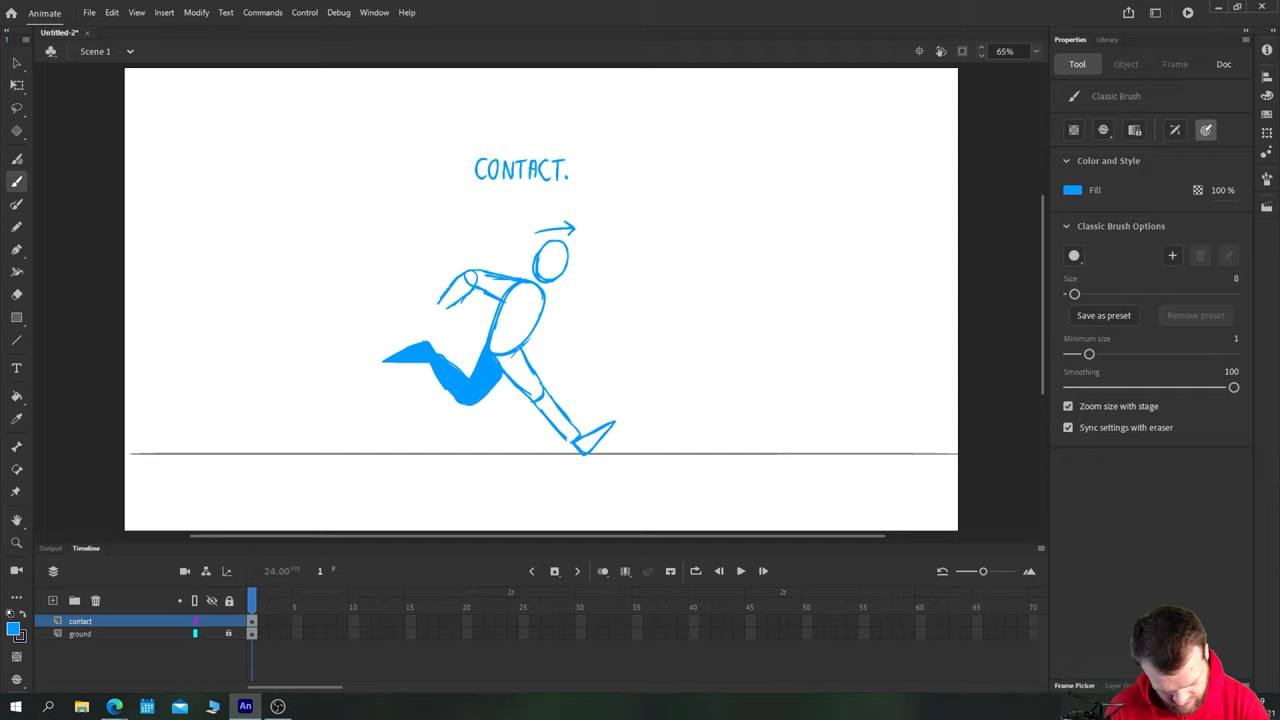 Animate File Edit View Insert Modify Text Commands Control Debug Window Help
Untitled-2*
Scene 1
65%
CONTACT.
Properties Library
Tool Object Frame Doc
Classic Brush
Color and Style
Fill 100 %
Classic Brush Options
Size 8
Save as preset Remove preset
Minimum size 1
Smoothing 100
Zoom size with stage
Sync settings with eraser
Output Timeline
24.00 FPS 1 F
1s 2s
5 10 15 20 25 30 35 40 45 50 55 60 65 70
contact
ground
Frame Picker
An